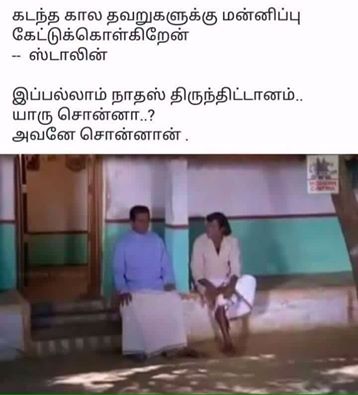 கடந்த கால தவறுகளுக்கு மன்னிப்பு
கேட்டுக்கொள்கிறேன்
-- ஸ்டாலின்
இப்பல்லாம் நாதஸ் திருந்திட்டானம்..
யாரு சொன்னா..?
அவனே சொன்னான் .